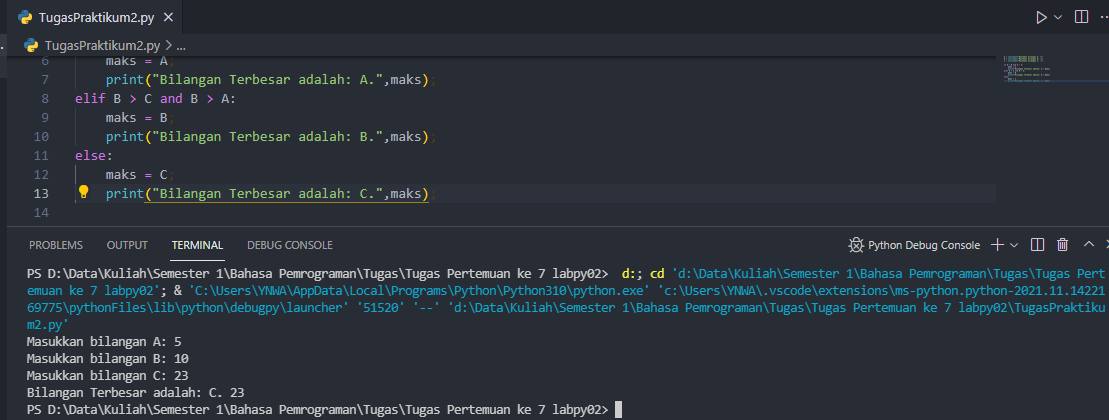 TugasPraktikum2.py
TugasPraktikum2.py > ...
6 maks = A;
7 print("Bilangan Terbesar adalah: A.",maks);
8 elif B > C and B > A:
9 maks = B;
10 print("Bilangan Terbesar adalah: B.",maks);
11 else:
12 maks = C;
13 print("Bilangan Terbesar adalah: C.",maks);
14
PROBLEMS OUTPUT TERMINAL DEBUG CONSOLE Python Debug Console
PS D:\Data\Kuliah\Semester 1\Bahasa Pemrograman\Tugas\Tugas Pertemuan ke 7 labpy02> d:; cd 'd:\Data\Kuliah\Semester 1\Bahasa Pemrograman\Tugas\Tugas Pert
emuan ke 7 labpy02'; & 'C:\Users\YNWA\AppData\Local\Programs\Python\Python310\python.exe' 'c:\Users\YNWA\.vscode\extensions\ms-python.python-2021.11.14221
69775\pythonFiles\lib\python\debugpy\launcher' '51520' '--' 'd:\Data\Kuliah\Semester 1\Bahasa Pemrograman\Tugas\Tugas Pertemuan ke 7 labpy02\TugasPraktiku
m2.py'
Masukkan bilangan A: 5
Masukkan bilangan B: 10
Masukkan bilangan C: 23
Bilangan Terbesar adalah: C. 23
PS D:\Data\Kuliah\Semester 1\Bahasa Pemrograman\Tugas\Tugas Pertemuan ke 7 labpy02>